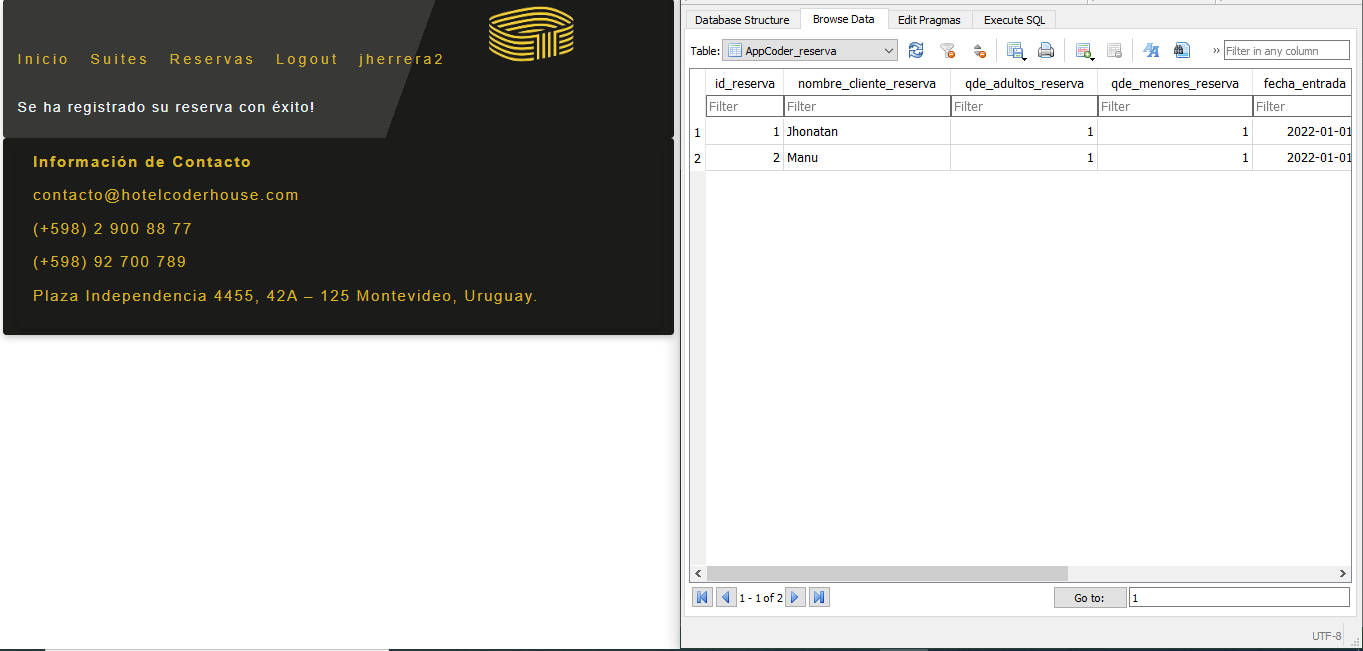 Inicio Suites Reservas Logout jherrera2
Se ha registrado su reserva con éxito!
Información de Contacto
contacto@hotelcoderhouse.com
(+598) 2 900 88 77
(+598) 92 700 789
Plaza Independencia 4455, 42A – 125 Montevideo, Uruguay.
Database Structure Browse Data Edit Pragmas Execute SQL
Table: AppCoder_reserva » Filter in any column
id_reserva nombre_cliente_reserva qde_adultos_reserva qde_menores_reserva fecha_entrada
Filter Filter Filter Filter Filter
1 1 Jhonatan 1 1 2022-01-01
2 2 Manu 1 1 2022-01-01
1 - 1 of 2 Go to: 1
UTF-8